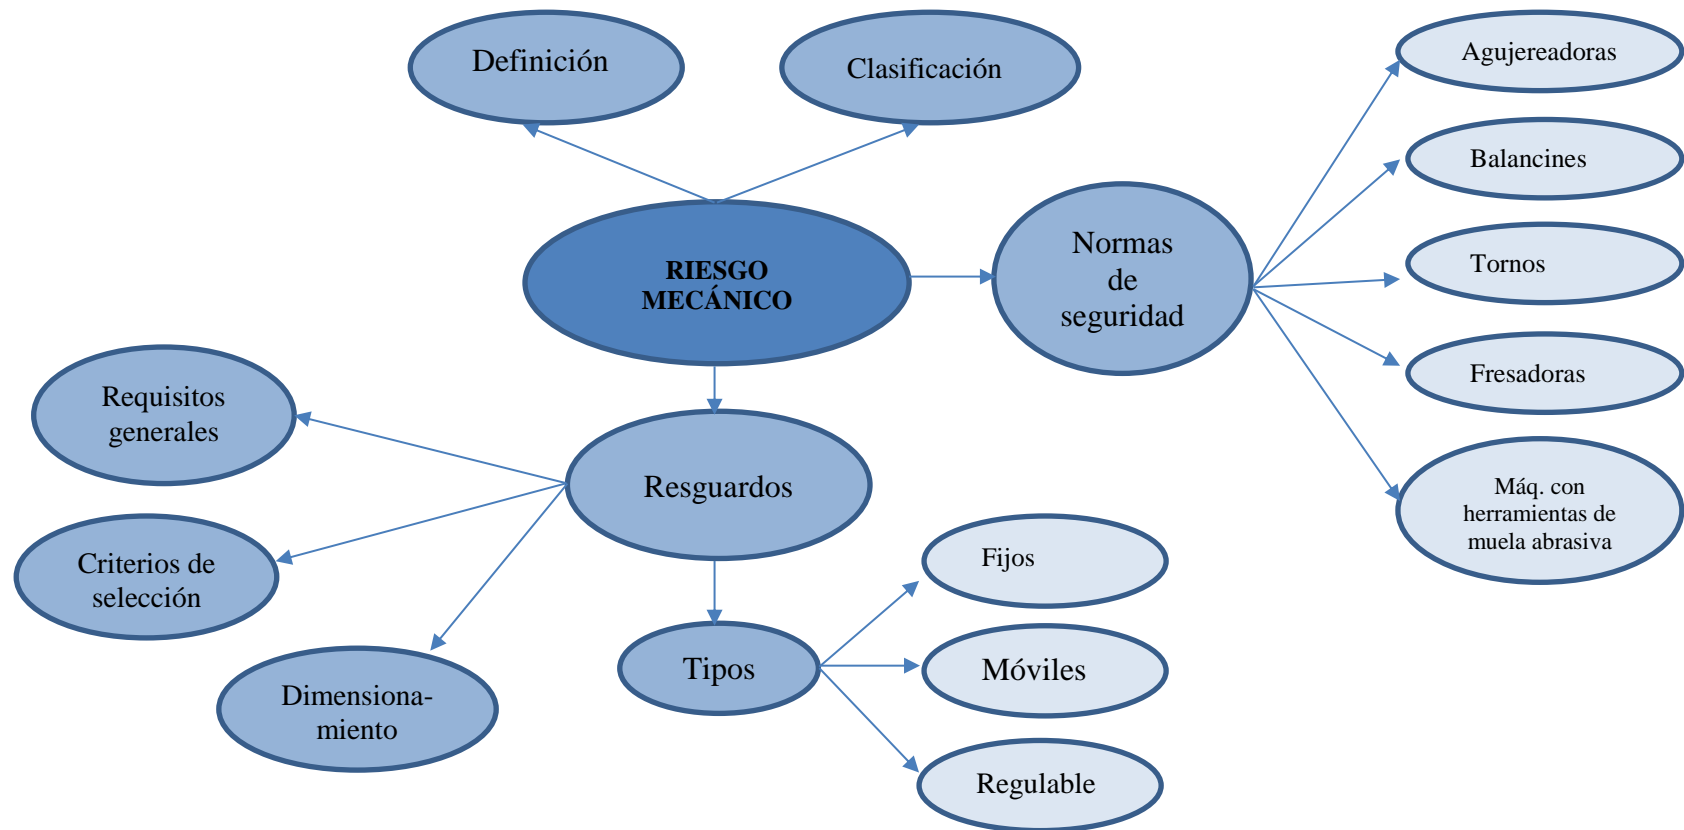 Definición
Clasificación
Agujereadoras
Balancines
Normas
de
seguridad
Tornos
RIESGO
MECÁNICO
Fresadoras
Requisitos
generales
Resguardos
Máq. con
herramientas de
muela abrasiva
Criterios de
selección
Fijos
Tipos
Móviles
Dimensiona-
miento
Regulable